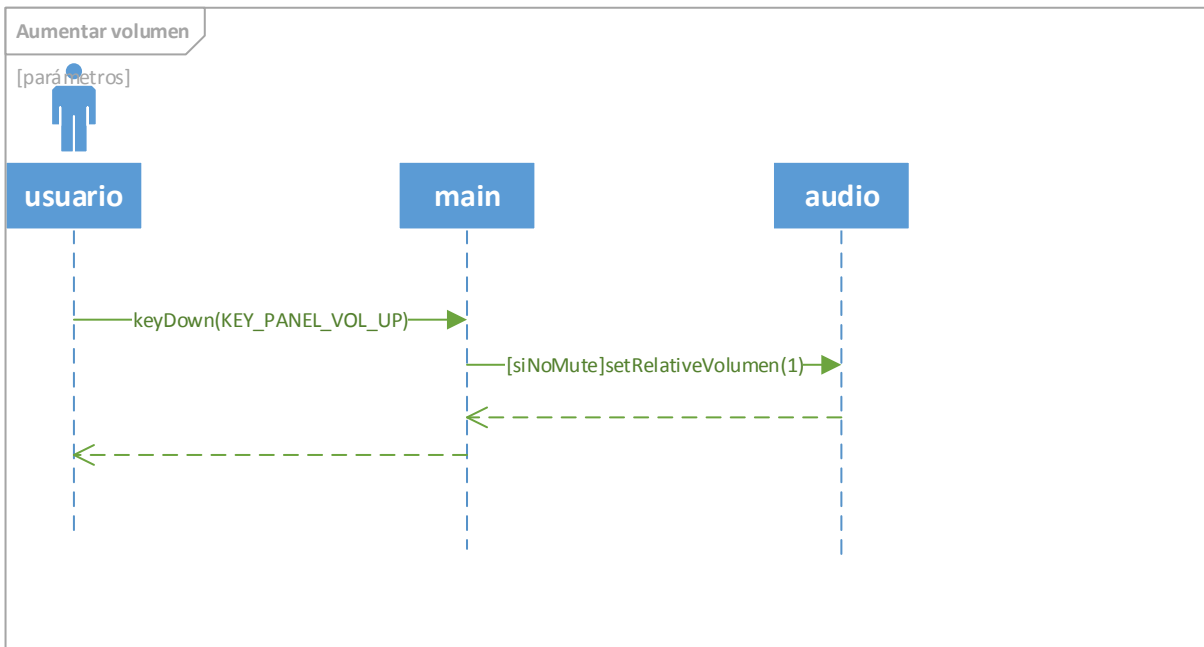 Aumentar volumen
[parámetros]
usuario
main
audio
keyDown(KEY_PANEL_VOL_UP)
[siNoMute]setRelativeVolumen(1)